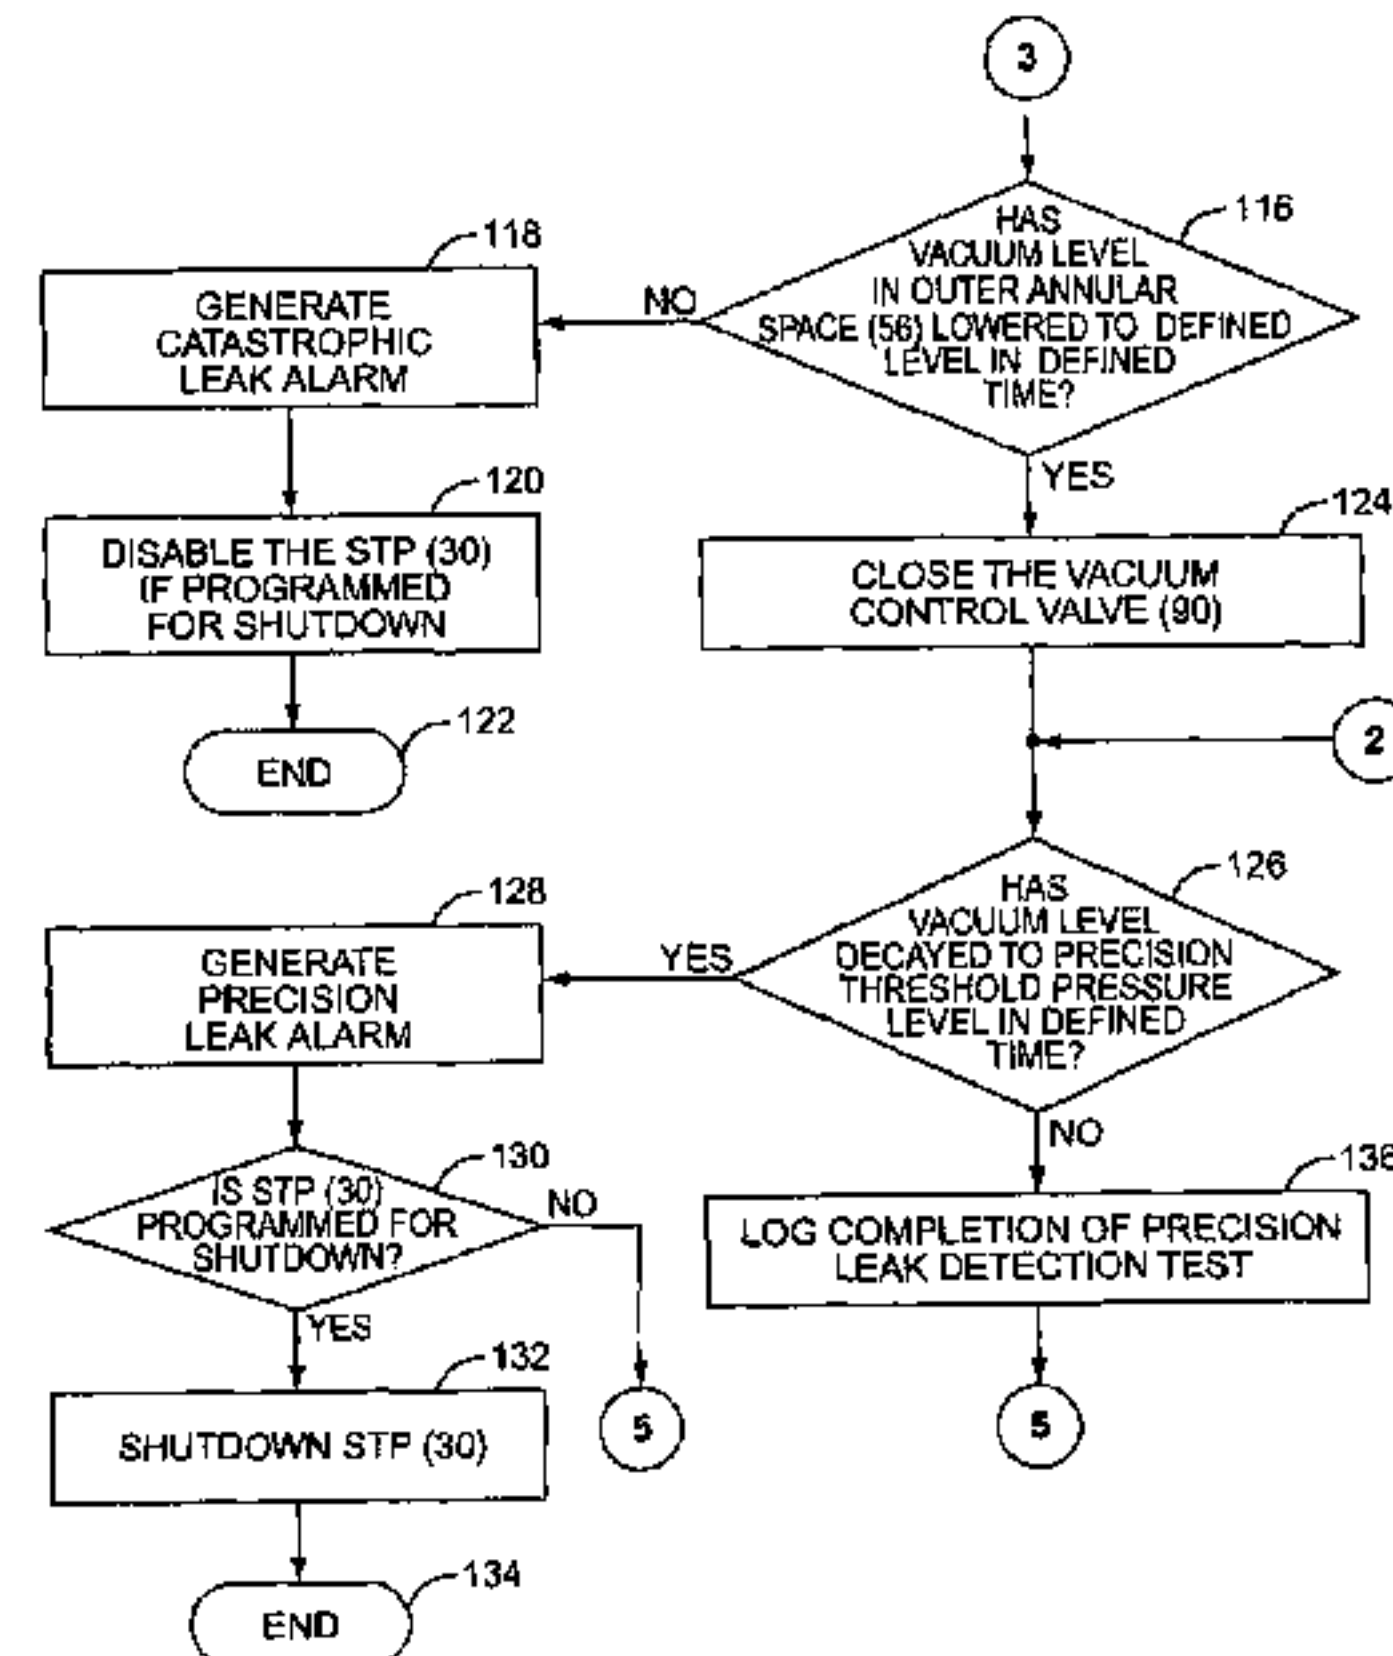 3
116
HAS
VACUUM LEVEL
IN OUTER ANNULAR
SPACE (56) LOWERED TO DEFINED
LEVEL IN DEFINED
TIME?
NO
118
GENERATE
CATASTROPHIC
LEAK ALARM
120
DISABLE THE STP (30)
IF PROGRAMMED
FOR SHUTDOWN
122
END
YES
124
CLOSE THE VACUUM
CONTROL VALVE (90)
2
126
HAS
VACUUM LEVEL
DECAYED TO PRECISION
THRESHOLD PRESSURE
LEVEL IN DEFINED
TIME?
YES
128
GENERATE
PRECISION
LEAK ALARM
130
IS STP (30)
PROGRAMMED FOR
SHUTDOWN?
NO
5
YES
132
SHUTDOWN STP (30)
134
END
NO
136
LOG COMPLETION OF PRECISION
LEAK DETECTION TEST
5